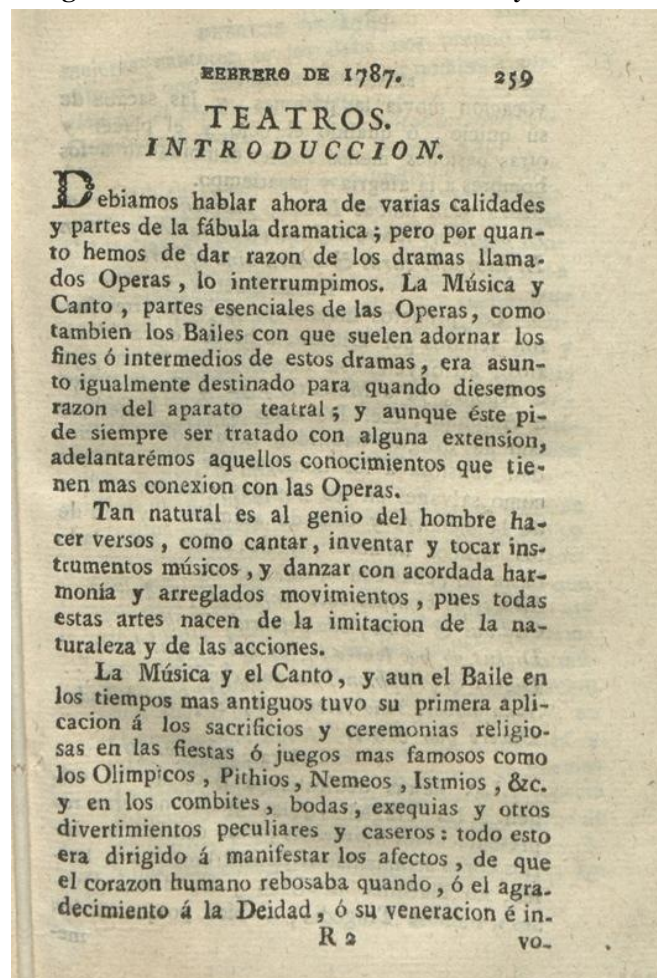 FEBRERO DE 1787. 259
TEATROS.
INTRODUCCION.
Debiamos hablar ahora de varias calidades
y partes de la fábula dramatica; pero por quan-
to hemos de dar razon de los dramas llama-
dos Operas, lo interrumpimos. La Música y
Canto, partes esenciales de las Operas, como
tambien los Bailes con que suelen adornar los
fines ó intermedios de estos dramas, era asun-
to igualmente destinado para quando diesemos
razon del aparato teatral; y aunque éste pi-
de siempre ser tratado con alguna extension,
adelantarémos aquellos conocimientos que tie-
nen mas conexion con las Operas.
Tan natural es al genio del hombre ha-
cer versos, como cantar, inventar y tocar ins-
trumentos músicos, y danzar con acordada har-
monía y arreglados movimientos, pues todas
estas artes nacen de la imitacion de la na-
turaleza y de las acciones.
La Música y el Canto, y aun el Baile en
los tiempos mas antiguos tuvo su primera apli-
cacion á los sacrificios y ceremonias religio-
sas en las fiestas ó juegos mas famosos como
los Olimpicos, Pithios, Nemeos, Istmios, &c.
y en los combites, bodas, exequias y otros
divertimientos peculiares y caseros: todo esto
era dirigido á manifestar los afectos, de que
el corazon humano rebosaba quando, ó el agra-
decimiento á la Deidad, ó su veneracion é in-
R 2 vo-